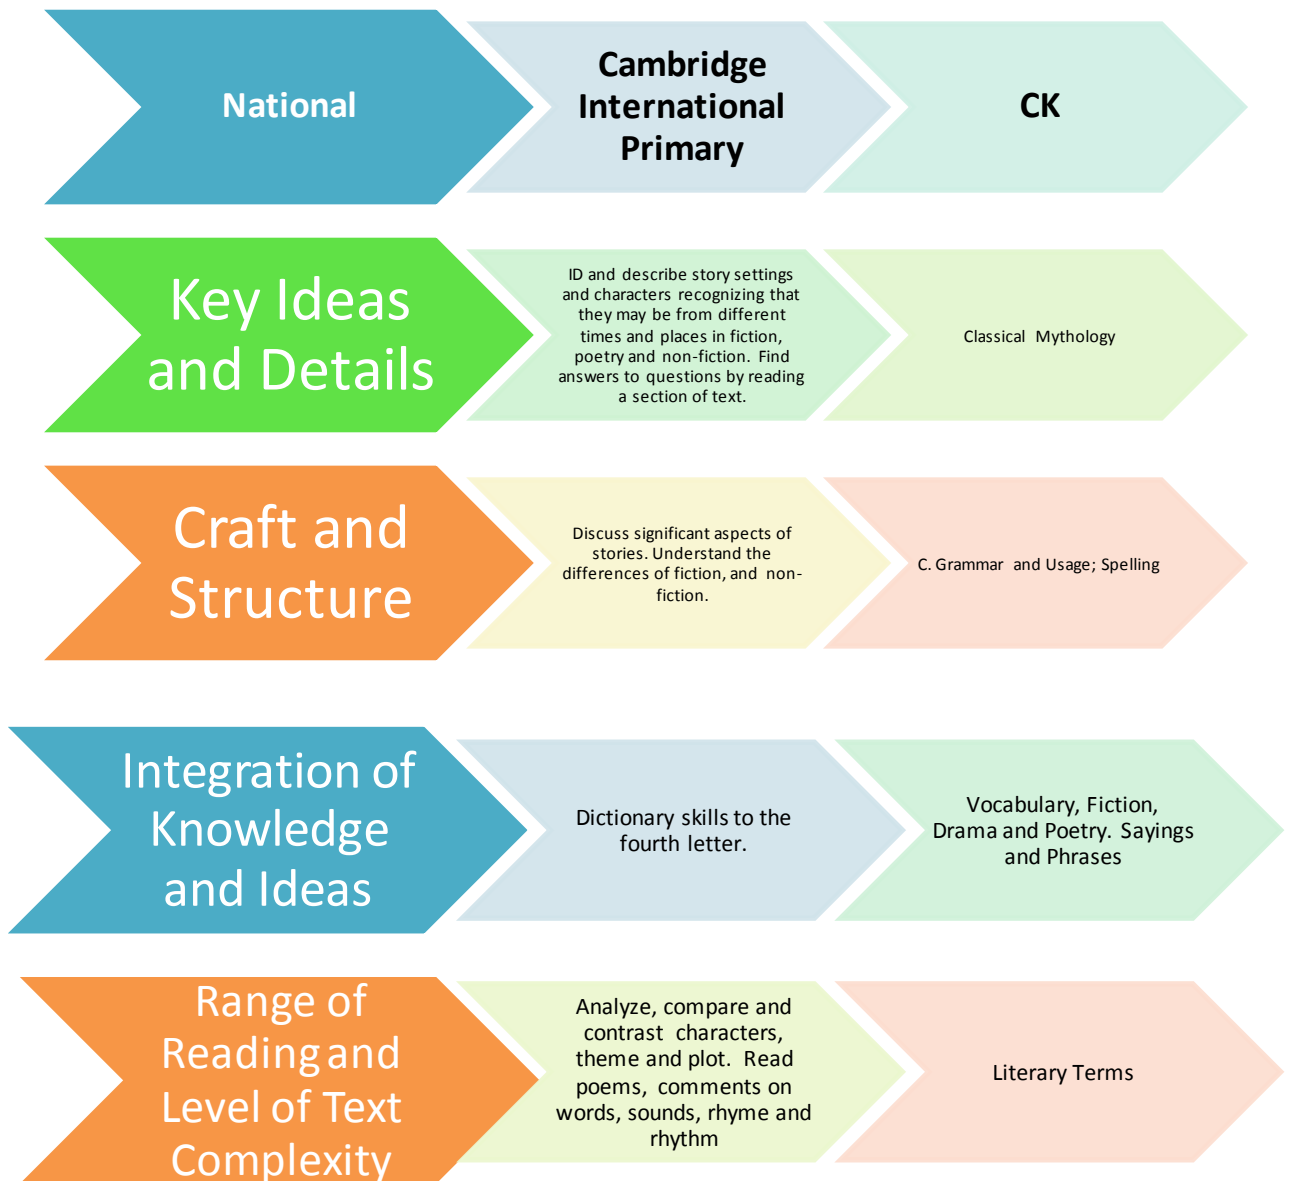 National
Cambridge
International
Primary
CK
Key Ideas
and Details
ID and describe story settings
and characters recognizing that
they may be from different
times and places in fiction,
poetry and non-fiction. Find
answers to questions by reading
a section of text.
Classical Mythology
Craft and
Structure
Discuss significant aspects of
stories. Understand the
differences of fiction, and non-
fiction.
C. Grammar and Usage; Spelling
Integration of
Knowledge
and Ideas
Dictionary skills to the
fourth letter.
Vocabulary, Fiction,
Drama and Poetry. Sayings
and Phrases
Range of
Reading and
Level of Text
Complexity
Analyze, compare and
contrast characters,
theme and plot. Read
poems, comments on
words, sounds, rhyme and
rhythm
Literary Terms